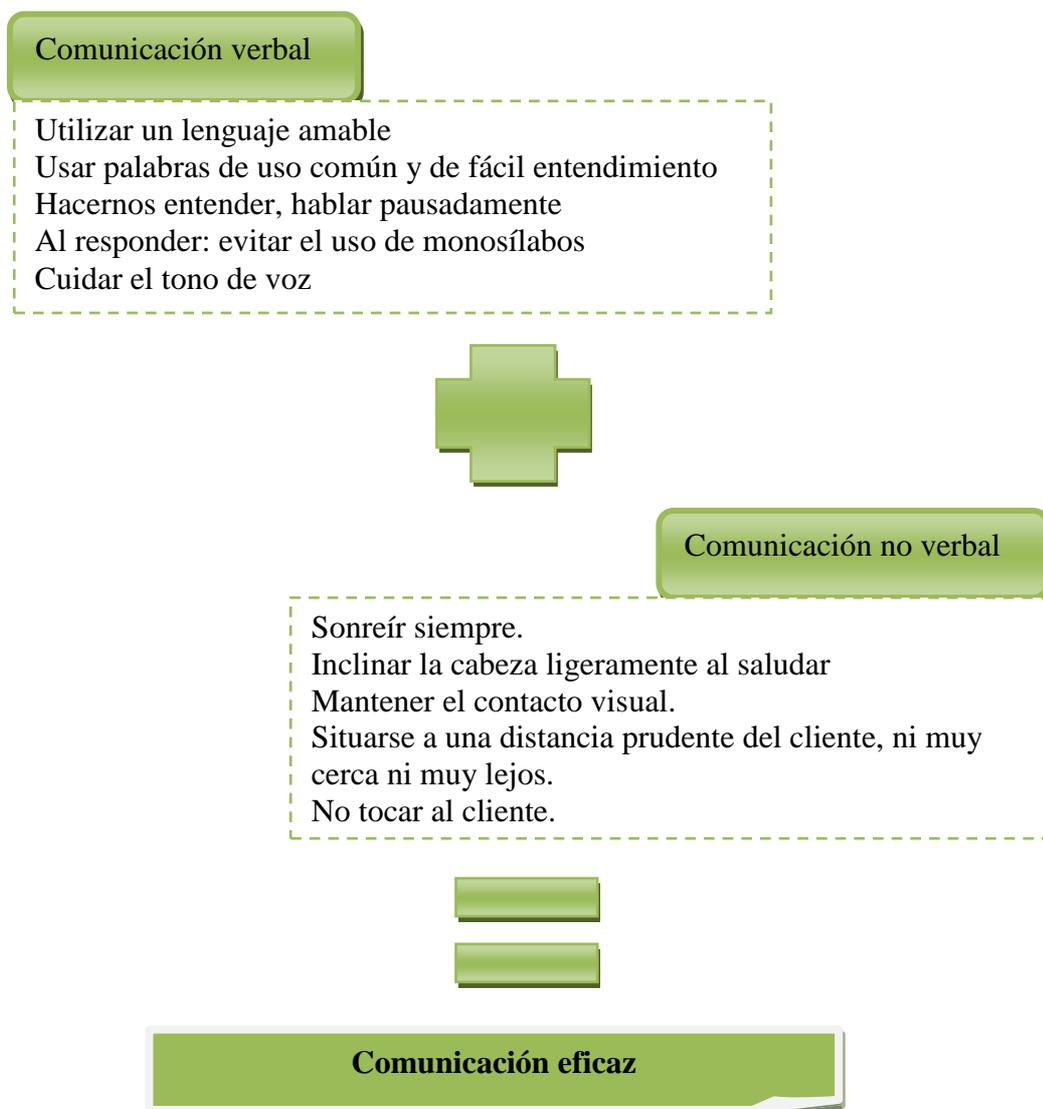 Comunicación verbal
Utilizar un lenguaje amable
Usar palabras de uso común y de fácil entendimiento
Hacernos entender, hablar pausadamente
Al responder: evitar el uso de monosílabos
Cuidar el tono de voz
Comunicación no verbal
Sonreír siempre.
Inclinar la cabeza ligeramente al saludar
Mantener el contacto visual.
Situarse a una distancia prudente del cliente, ni muy
cerca ni muy lejos.
No tocar al cliente.
Comunicación eficaz